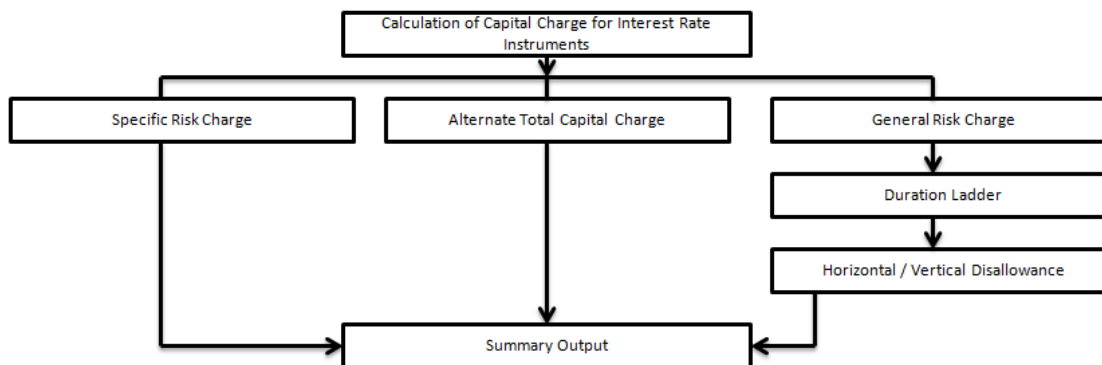 Calculation of Capital Charge for Interest Rate
Instruments
Specific Risk Charge
Alternate Total Capital Charge
General Risk Charge
Duration Ladder
Horizontal / Vertical Disallowance
Summary Output